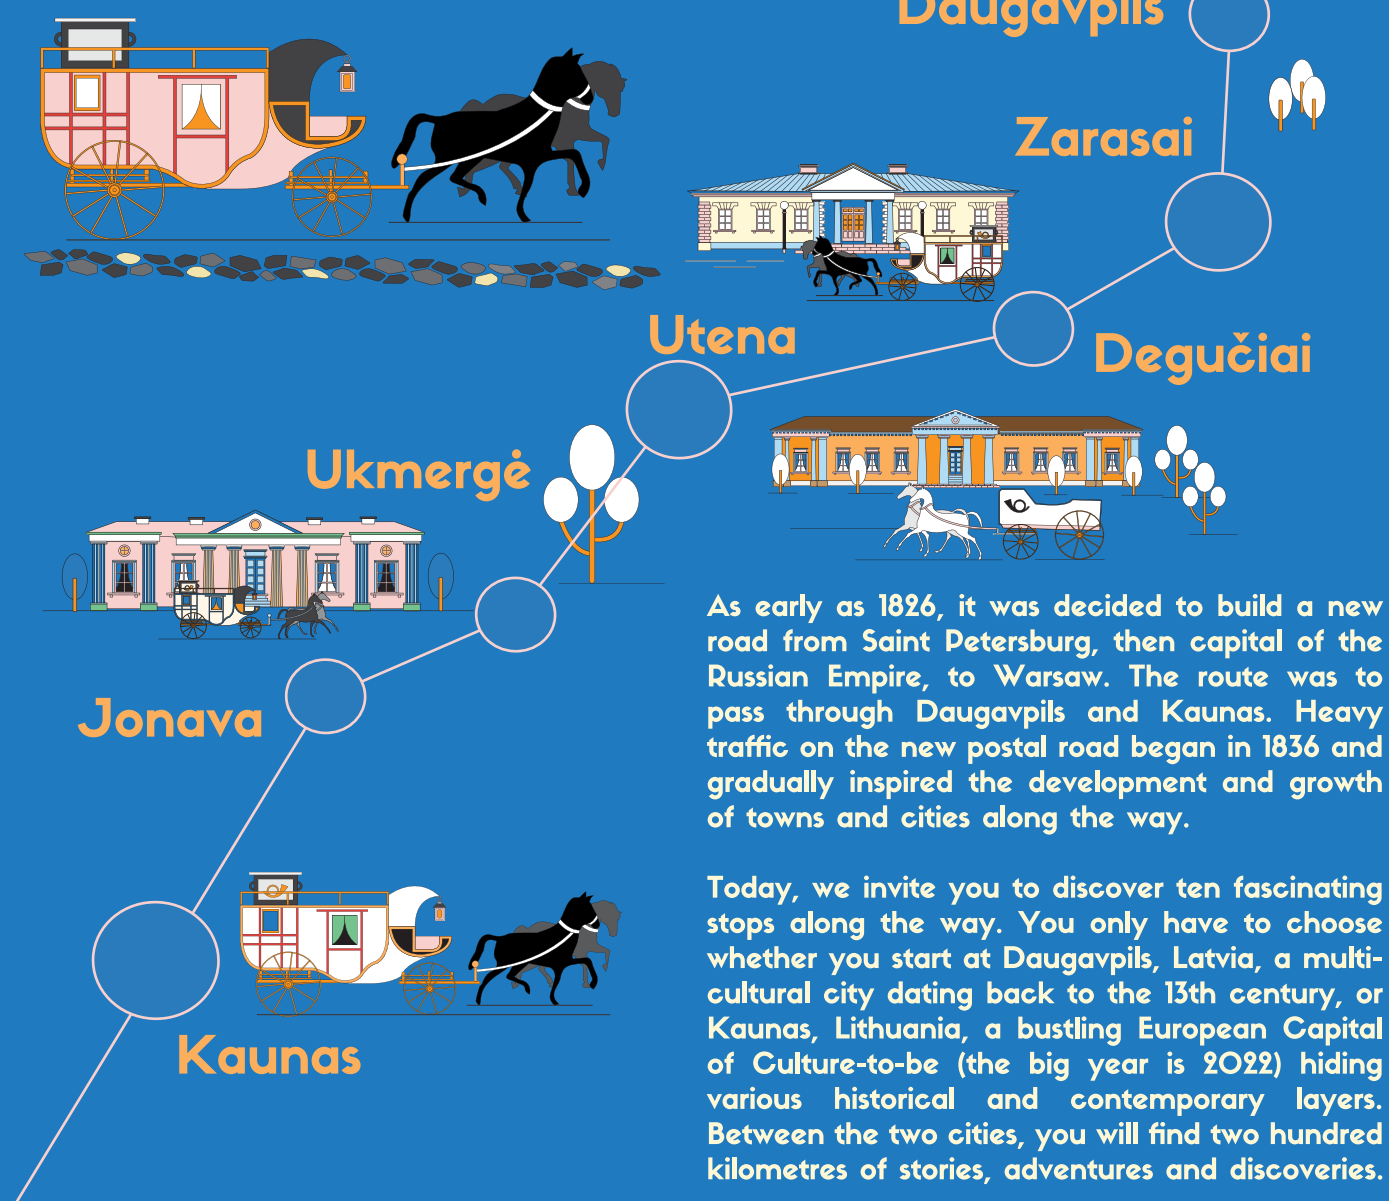 Daugavpils
Zarasai
Utena
Degučiai
Ukmergė
Jonava
Kaunas
As early as 1826, it was decided to build a new
road from Saint Petersburg, then capital of the
Russian Empire, to Warsaw. The route was to
pass through Daugavpils and Kaunas. Heavy
traffic on the new postal road began in 1836 and
gradually inspired the development and growth
of towns and cities along the way.
Today, we invite you to discover ten fascinating
stops along the way. You only have to choose
whether you start at Daugavpils, Latvia, a multi-
cultural city dating back to the 13th century, or
Kaunas, Lithuania, a bustling European Capital
of Culture-to-be (the big year is 2022) hiding
various historical and contemporary layers.
Between the two cities, you will find two hundred
kilometres of stories, adventures and discoveries.